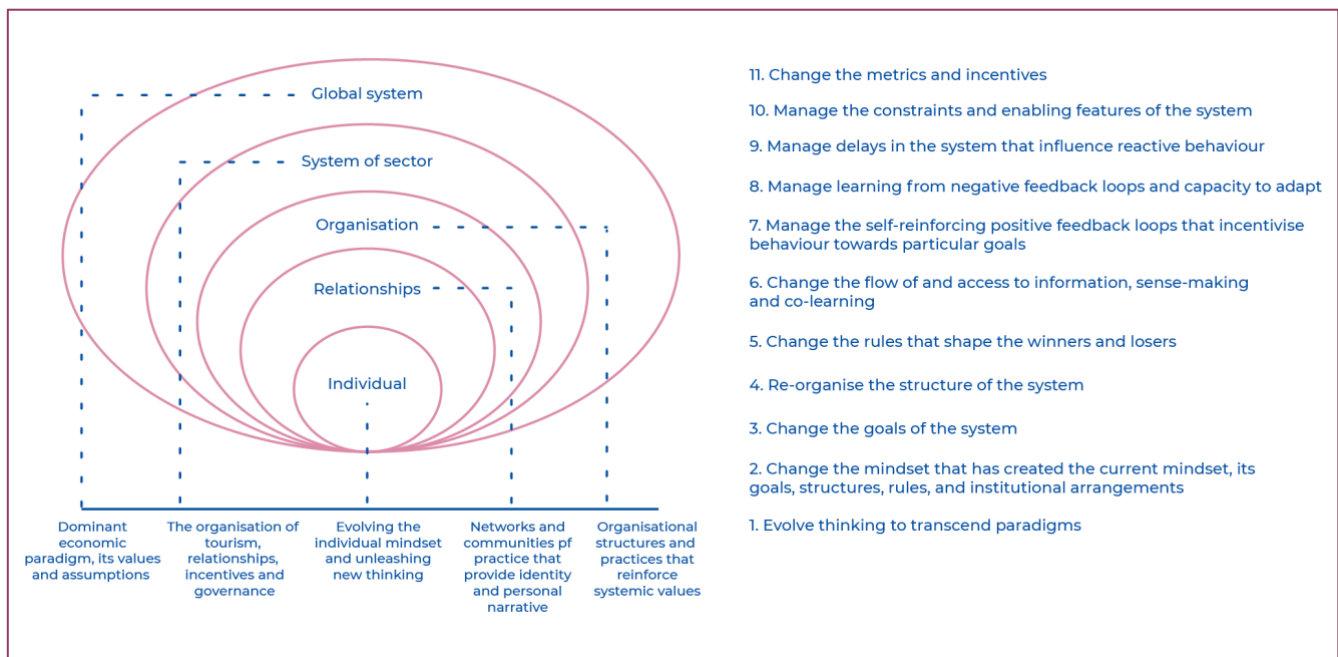 Global system
System of sector
Organisation
Relationships
Individual
Dominant
economic
paradigm, its values
and assumptions
The organisation of
tourism,
relationships,
incentives and
governance
Evolving the
individual mindset
and unleashing
new thinking
Networks and
communities pf
practice that
provide identity
and personal
narrative
Organisational
structures and
practices that
reinforce
systemic values
11. Change the metrics and incentives
10. Manage the constraints and enabling features of the system
9. Manage delays in the system that influence reactive behaviour
8. Manage learning from negative feedback loops and capacity to adapt
7. Manage the self-reinforcing positive feedback loops that incentivise
behaviour towards particular goals
6. Change the flow of and access to information, sense-making
and co-learning
5. Change the rules that shape the winners and losers
4. Re-organise the structure of the system
3. Change the goals of the system
2. Change the mindset that has created the current mindset, its
goals, structures, rules, and institutional arrangements
1. Evolve thinking to transcend paradigms